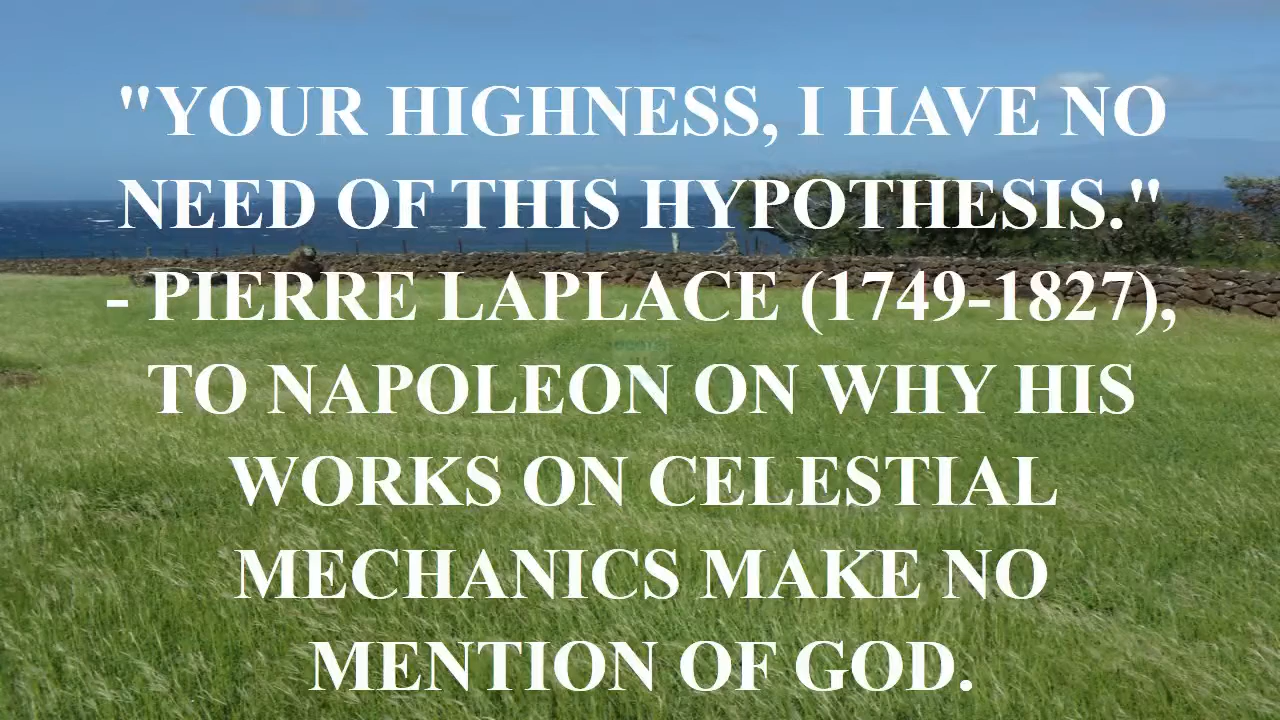 "YOUR HIGHNESS, I HAVE NO
NEED OF THIS HYPOTHESIS."
- PIERRE LAPLACE (1749-1827),
TO NAPOLEON ON WHY HIS
WORKS ON CELESTIAL
MECHANICS MAKE NO
MENTION OF GOD.